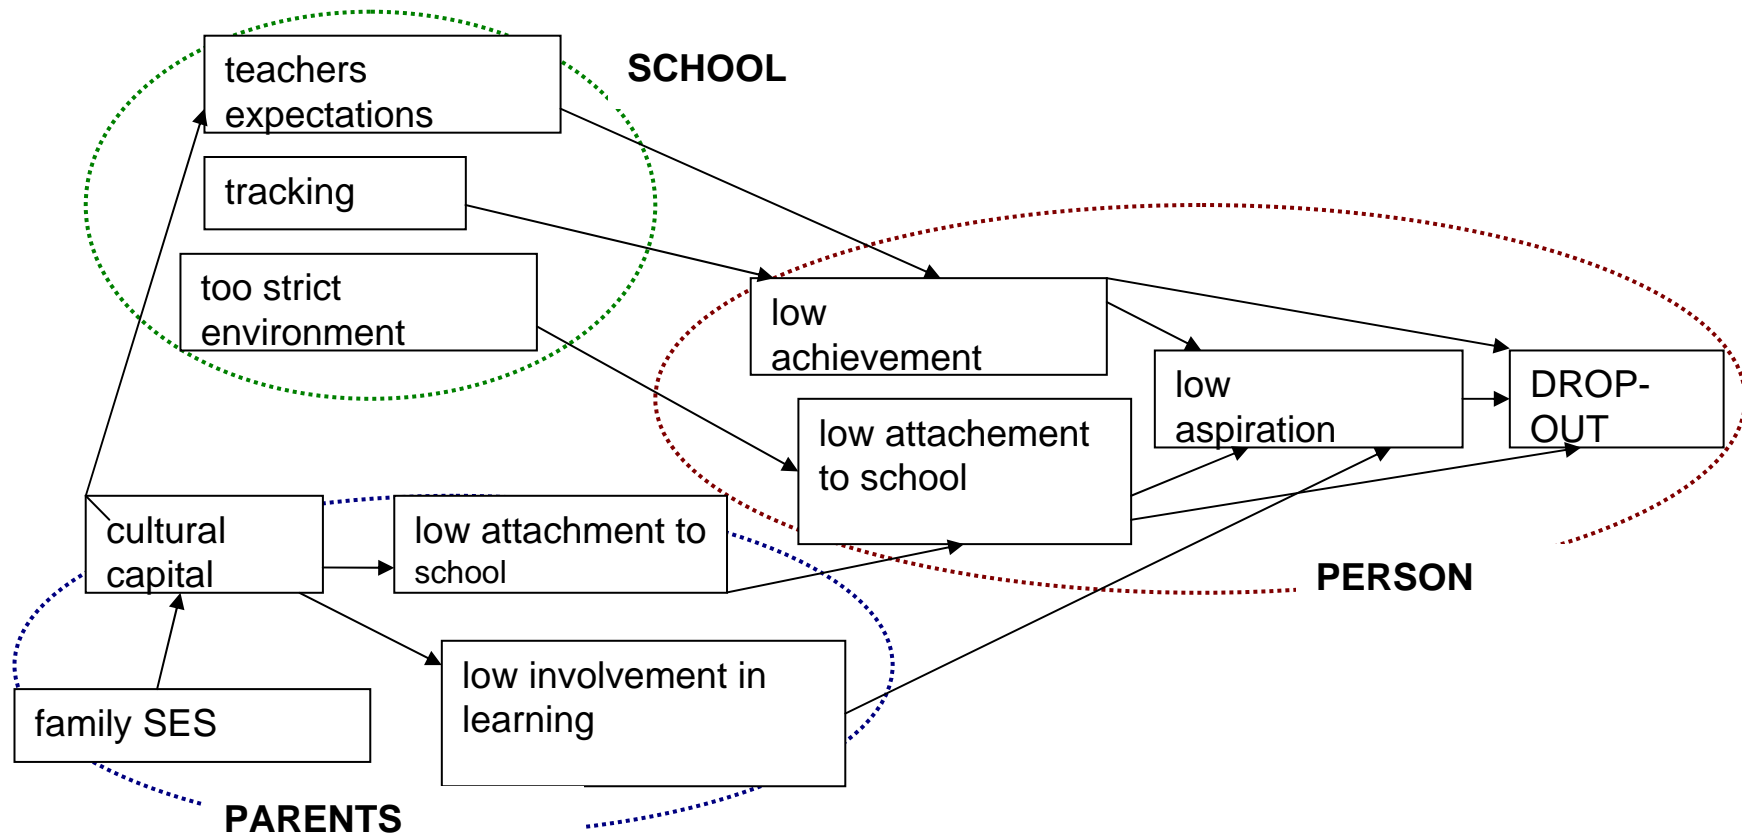 teachers
expectations
SCHOOL
tracking
too strict
environment
low
achievement
low
aspiration
DROP-
OUT
low attachement
to school
cultural
capital
low attachment to
school
PERSON
low involvement in
learning
family SES
PARENTS